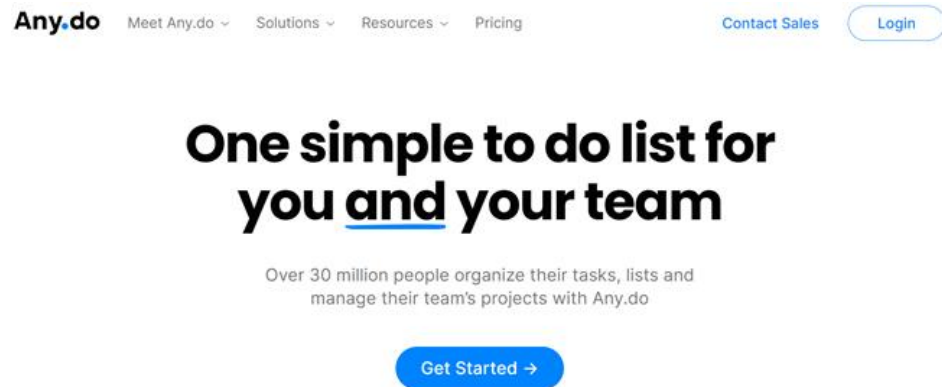 Any.do Meet Any.do Solutions Resources Pricing Contact Sales Login
One simple to do list for
you and your team
Over 30 million people organize their tasks, lists and
manage their team's projects with Any.do
Get Started →